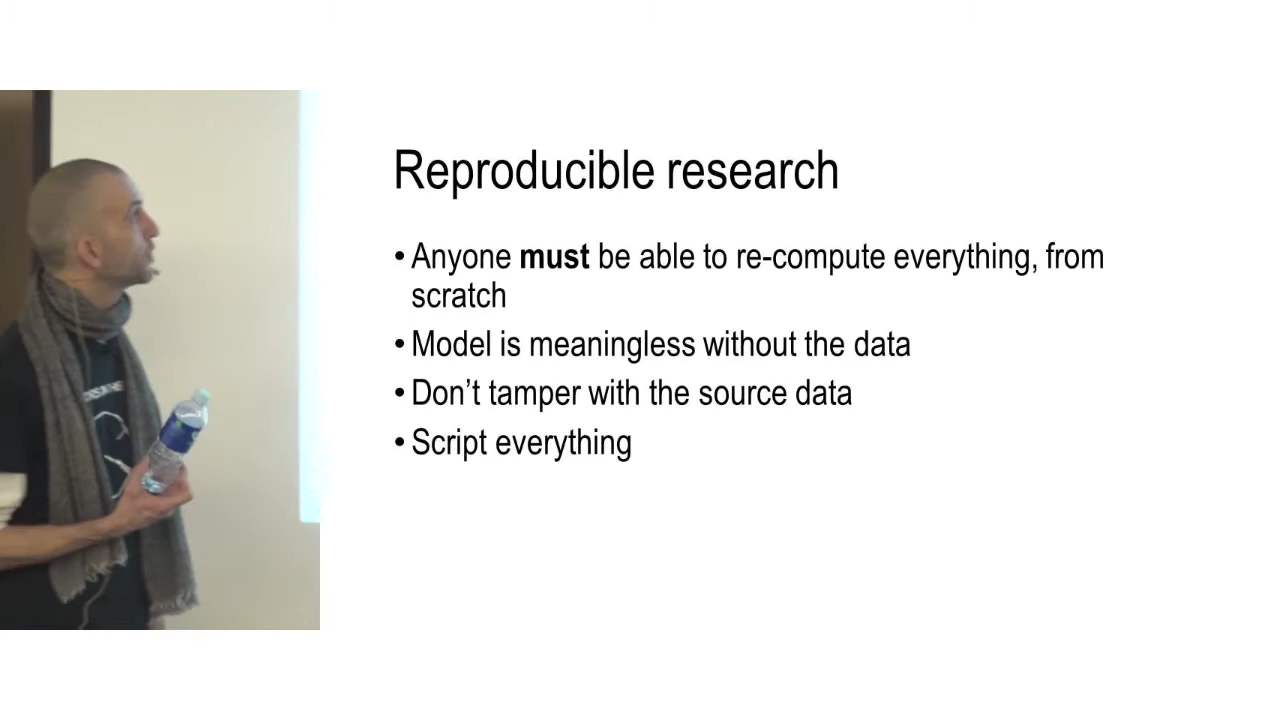 Reproducible research
• Anyone must be able to re-compute everything, from
scratch
• Model is meaningless without the data
• Don’t tamper with the source data
• Script everything